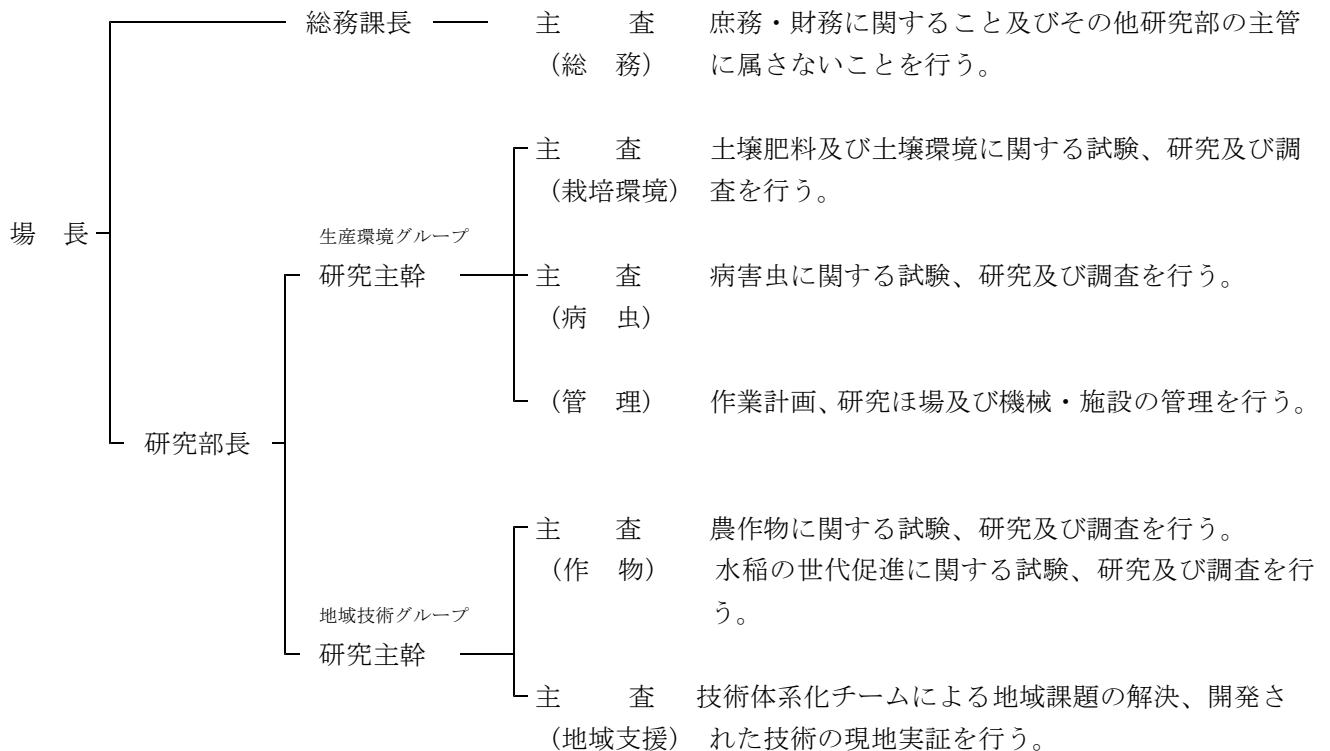 総務課長 主　査 庶務・財務に関すること及びその他研究部の主管
（総　務） に属さないことを行う。
主　査 土壌肥料及び土壌環境に関する試験、研究及び調
（栽培環境） 査を行う。
場　長
生産環境グループ
研究主幹 主　査 病害虫に関する試験、研究及び調査を行う。
（病　虫）
（管　理） 作業計画、研究ほ場及び機械・施設の管理を行う。
研究部長
主　査 農作物に関する試験、研究及び調査を行う。
（作　物） 水稲の世代促進に関する試験、研究及び調査を行
う。
地域技術グループ
研究主幹
主　査 技術体系化チームによる地域課題の解決、開発さ
（地域支援） れた技術の現地実証を行う。